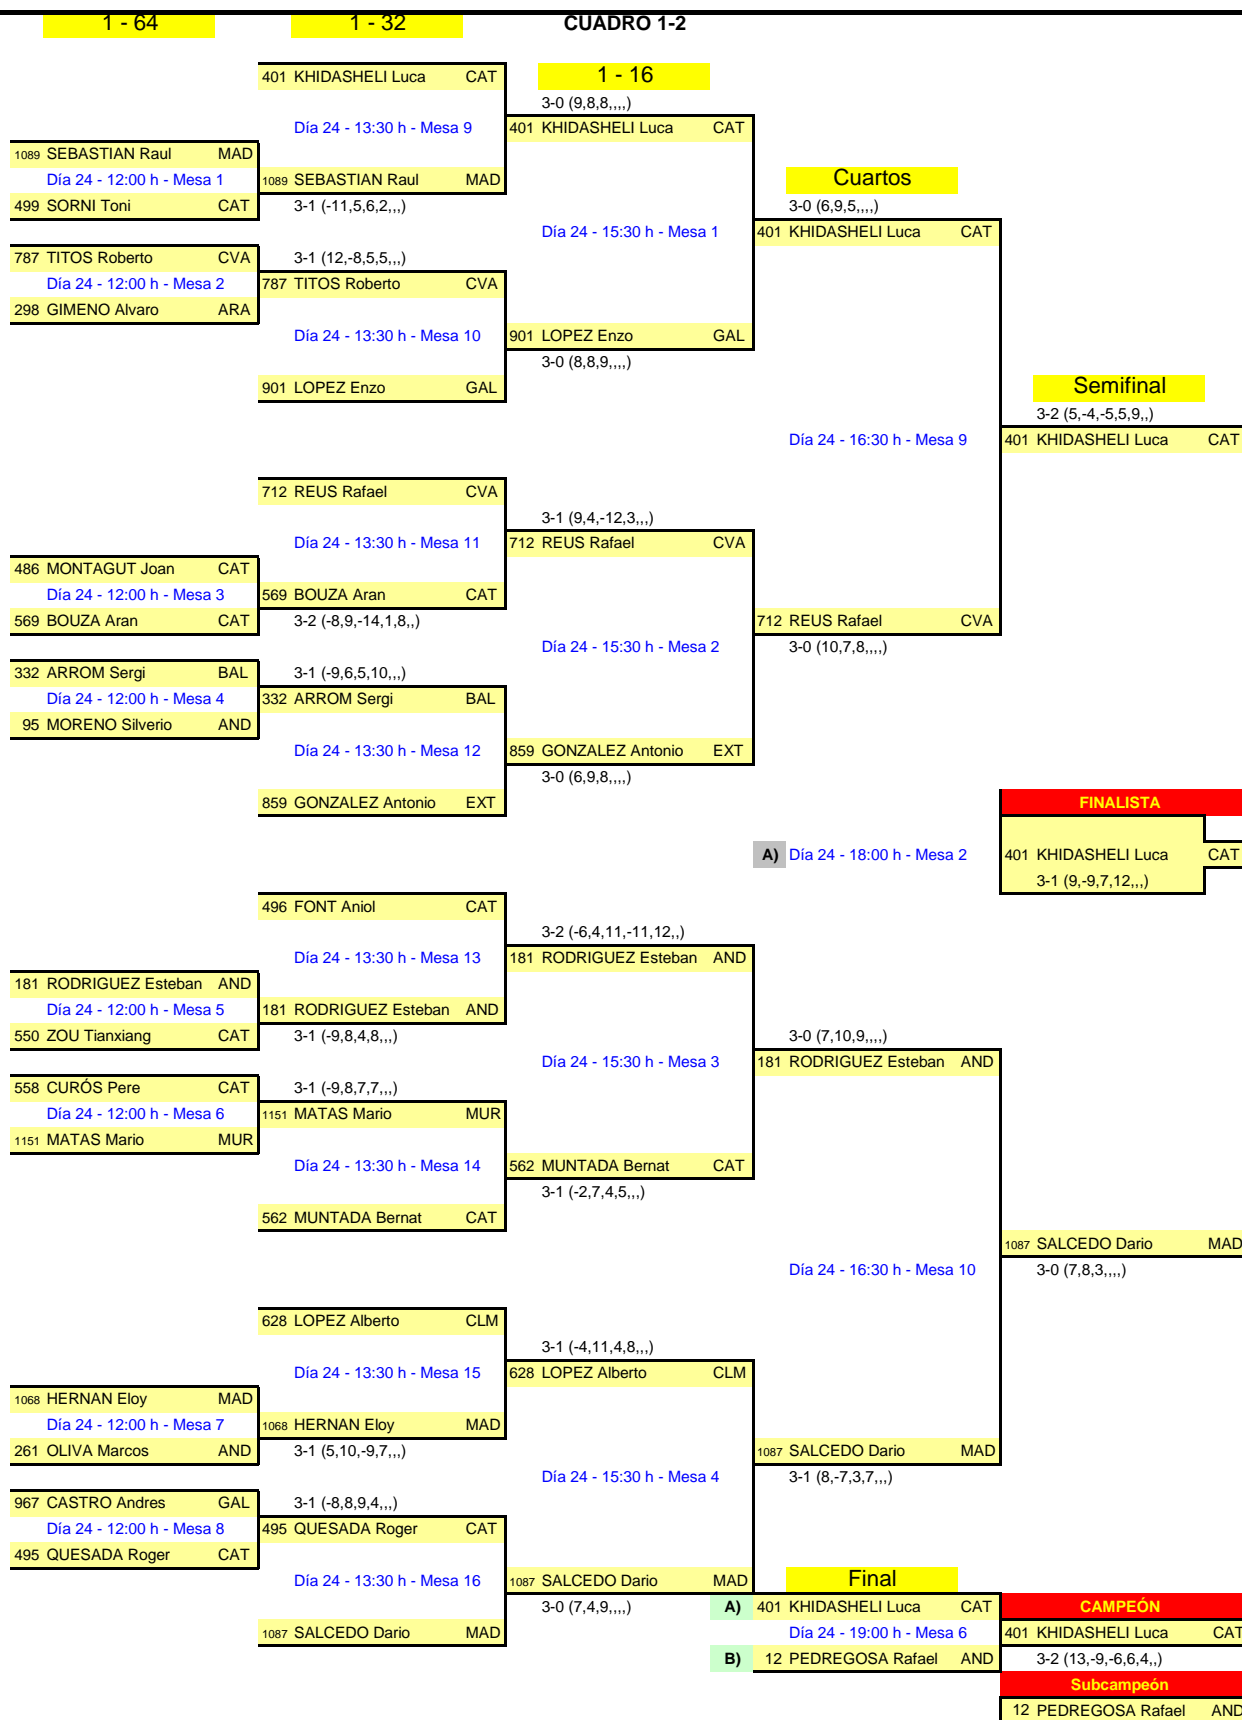 1 - 64 1 - 32 CUADRO 1-2
401 KHIDASHELI Luca CAT 1 - 16
3-0 (9,8,8,,,,)
Día 24 - 13:30 h - Mesa 9 401 KHIDASHELI Luca CAT
1089 SEBASTIAN Raul MAD
Día 24 - 12:00 h - Mesa 1 1089 SEBASTIAN Raul MAD Cuartos
499 SORNI Toni CAT 3-1 (-11,5,6,2,,,) 3-0 (6,9,5,,,,)
Día 24 - 15:30 h - Mesa 1 401 KHIDASHELI Luca CAT
787 TITOS Roberto CVA 3-1 (12,-8,5,5,,,)
Día 24 - 12:00 h - Mesa 2 787 TITOS Roberto CVA
298 GIMENO Alvaro ARA
Día 24 - 13:30 h - Mesa 10 901 LOPEZ Enzo GAL
3-0 (8,8,9,,,,)
901 LOPEZ Enzo GAL Semifinal
3-2 (5,-4,-5,5,9,,)
Día 24 - 16:30 h - Mesa 9 401 KHIDASHELI Luca CAT
712 REUS Rafael CVA
3-1 (9,4,-12,3,,,)
Día 24 - 13:30 h - Mesa 11 712 REUS Rafael CVA
486 MONTAGUT Joan CAT
Día 24 - 12:00 h - Mesa 3 569 BOUZA Aran CAT
569 BOUZA Aran CAT 3-2 (-8,9,-14,1,8,,) 712 REUS Rafael CVA
Día 24 - 15:30 h - Mesa 2 3-0 (10,7,8,,,,)
332 ARROM Sergi BAL 3-1 (-9,6,5,10,,,)
Día 24 - 12:00 h - Mesa 4 332 ARROM Sergi BAL
95 MORENO Silverio AND
Día 24 - 13:30 h - Mesa 12 859 GONZALEZ Antonio EXT
3-0 (6,9,8,,,,)
859 GONZALEZ Antonio EXT FINALISTA
A) Día 24 - 18:00 h - Mesa 2 401 KHIDASHELI Luca CAT
3-1 (9,-9,7,12,,,)
496 FONT Aniol CAT
3-2 (-6,4,11,-11,12,,)
Día 24 - 13:30 h - Mesa 13 181 RODRIGUEZ Esteban AND
181 RODRIGUEZ Esteban AND
Día 24 - 12:00 h - Mesa 5 181 RODRIGUEZ Esteban AND
550 ZOU Tianxiang CAT 3-1 (-9,8,4,8,,,) 3-0 (7,10,9,,,,)
Día 24 - 15:30 h - Mesa 3 181 RODRIGUEZ Esteban AND
558 CURÓS Pere CAT 3-1 (-9,8,7,7,,,)
Día 24 - 12:00 h - Mesa 6 1151 MATAS Mario MUR
1151 MATAS Mario MUR
Día 24 - 13:30 h - Mesa 14 562 MUNTADA Bernat CAT
3-1 (-2,7,4,5,,,)
562 MUNTADA Bernat CAT
1087 SALCEDO Dario MAD
Día 24 - 16:30 h - Mesa 10 3-0 (7,8,3,,,,)
628 LOPEZ Alberto CLM
3-1 (-4,11,4,8,,,)
Día 24 - 13:30 h - Mesa 15 628 LOPEZ Alberto CLM
1068 HERNAN Eloy MAD
Día 24 - 12:00 h - Mesa 7 1068 HERNAN Eloy MAD
261 OLIVA Marcos AND 3-1 (5,10,-9,7,,,) 1087 SALCEDO Dario MAD
Día 24 - 15:30 h - Mesa 4 3-1 (8,-7,3,7,,,)
967 CASTRO Andres GAL 3-1 (-8,8,9,4,,,)
Día 24 - 12:00 h - Mesa 8 495 QUESADA Roger CAT
495 QUESADA Roger CAT
Día 24 - 13:30 h - Mesa 16 1087 SALCEDO Dario MAD Final
3-0 (7,4,9,,,,) A) 401 KHIDASHELI Luca CAT CAMPEÓN
1087 SALCEDO Dario MAD Día 24 - 19:00 h - Mesa 6 401 KHIDASHELI Luca CAT
B) 12 PEDREGOSA Rafael AND 3-2 (13,-9,-6,6,4,,)
Subcampeón
12 PEDREGOSA Rafael AND